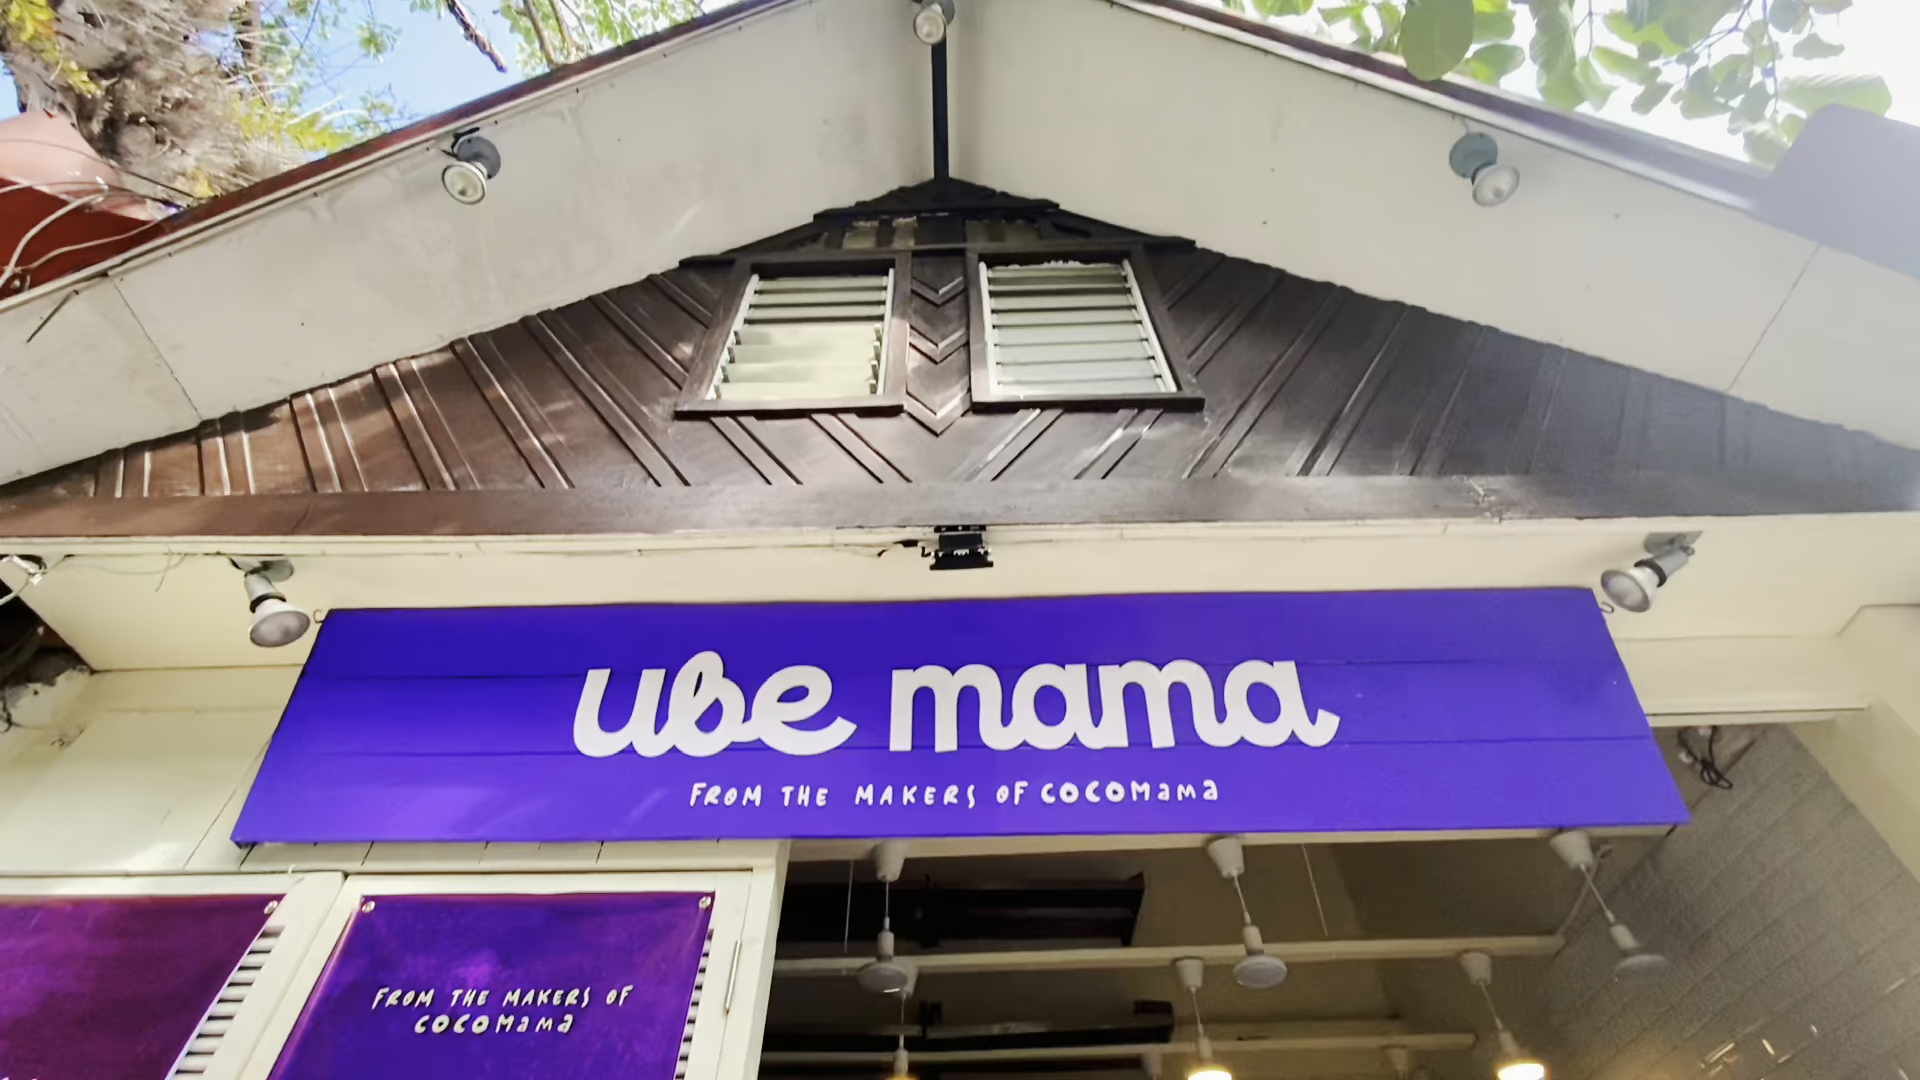 ube mama
FROM THE MAKERS OF COCOMama
FROM THE MAKERS OF
COCOMama